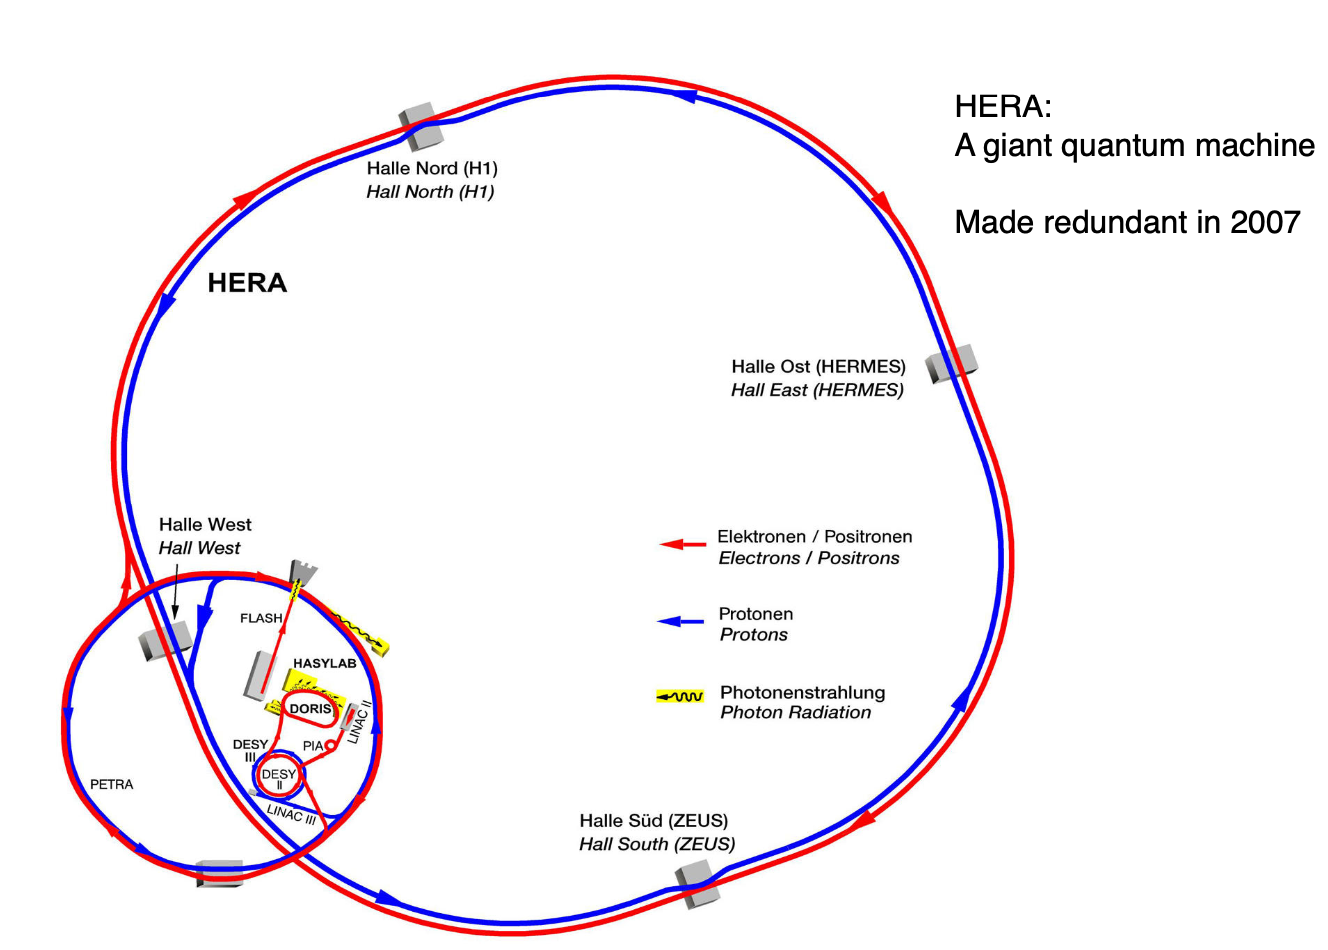 HERA:
A giant quantum machine
Made redundant in 2007
Halle Nord (H1)
Hall North (H1)
HERA
Halle Ost (HERMES)
Hall East (HERMES)
Halle West
Hall West
Elektronen / Positronen
Electrons / Positrons
Protonen
Protons
Photonenstrahlung
Photon Radiation
FLASH
HASYLAB
DORIS
LINAC II
PIA
DESY
III
DESY
II
LINAC III
PETRA
Halle Süd (ZEUS)
Hall South (ZEUS)